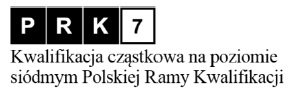 P R K 7
Kwalifikacja cząstkowa na poziomie
siódmym Polskiej Ramy Kwalifikacji